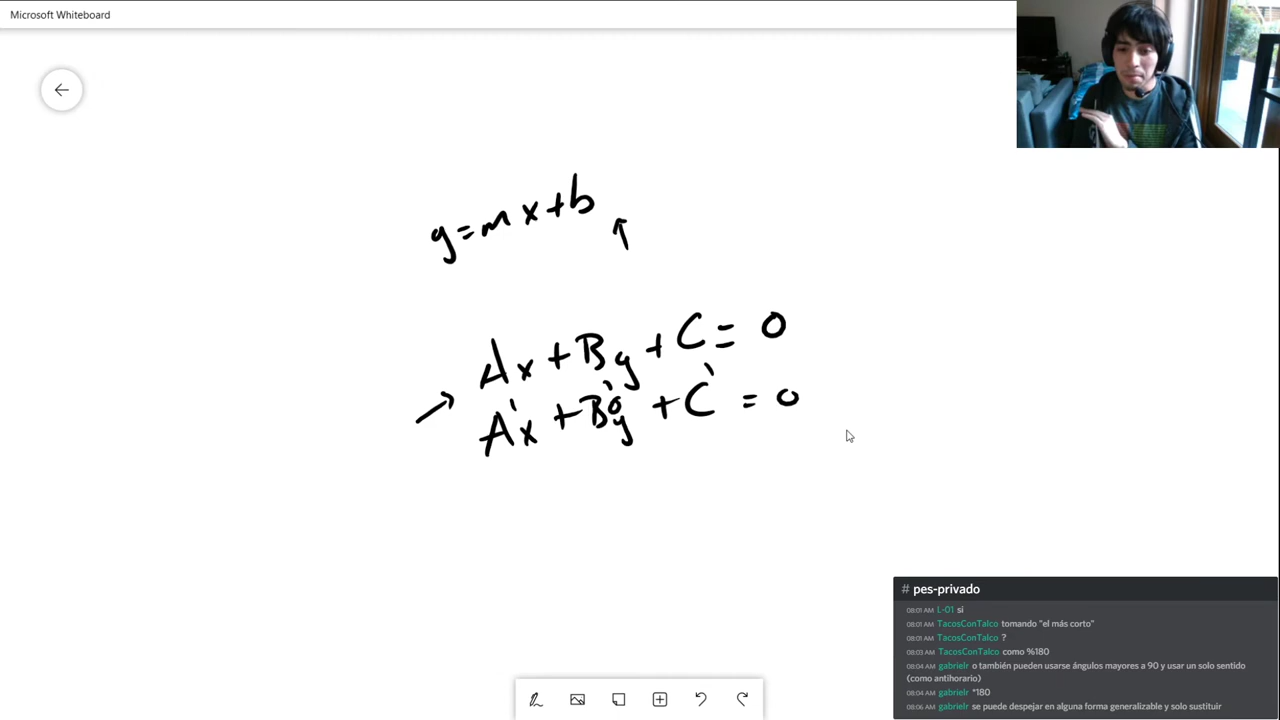 Microsoft Whiteboard
y=mx+b
Ax+By+C=0
A'x+B'y+C'=0
# pes-privado
08:01 AM L-01 si
08:01 AM TacosConTalco tomando "el más corto"
08:01 AM TacosConTalco ?
08:03 AM TacosConTalco como %180
08:04 AM gabrielr o también pueden usarse ángulos mayores a 90 y usar un solo sentido
(como antihorario)
08:04 AM gabrielr *180
08:06 AM gabrielr se puede despejar en alguna forma generalizable y solo sustituir